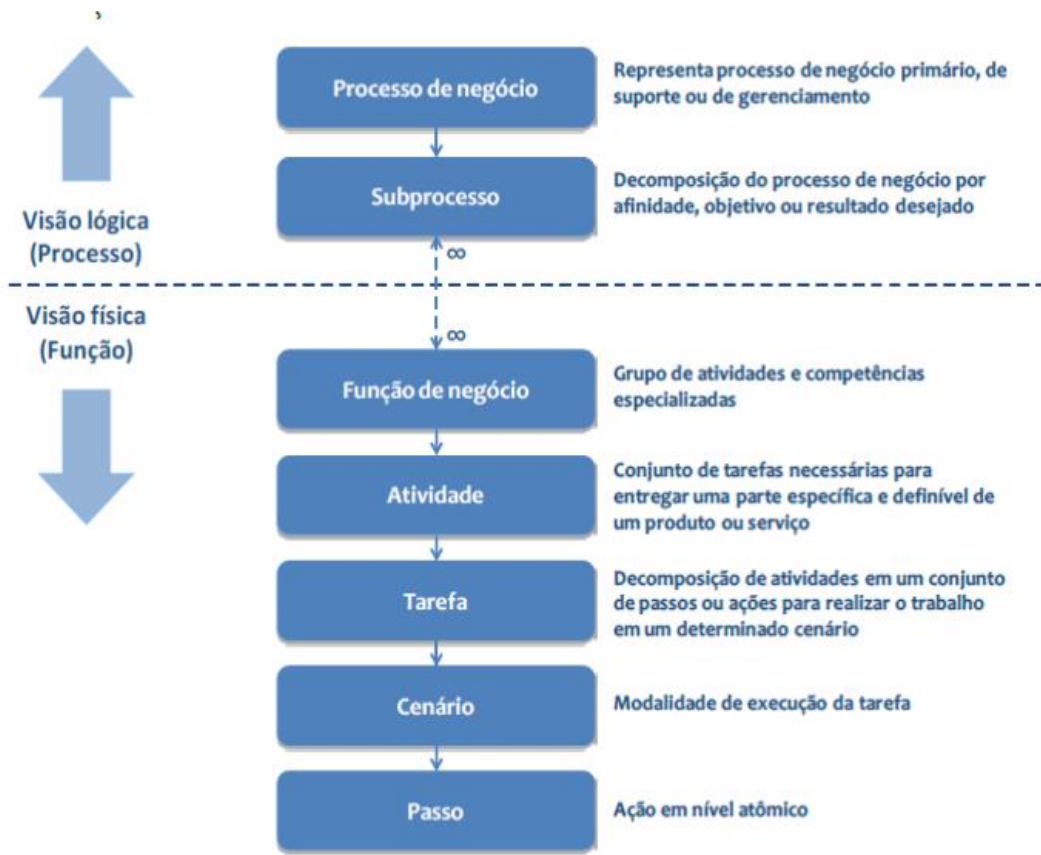 Processo de negócio
Representa processo de negócio primário, de
suporte ou de gerenciamento
Subprocesso
Decomposição do processo de negócio por
afinidade, objetivo ou resultado desejado
Visão lógica
(Processo)
∞
Visão física
(Função)
∞
Função de negócio
Grupo de atividades e competências
especializadas
Atividade
Conjunto de tarefas necessárias para
entregar uma parte específica e definível de
um produto ou serviço
Tarefa
Decomposição de atividades em um conjunto
de passos ou ações para realizar o trabalho
em um determinado cenário
Cenário
Modalidade de execução da tarefa
Passo
Ação em nível atômico